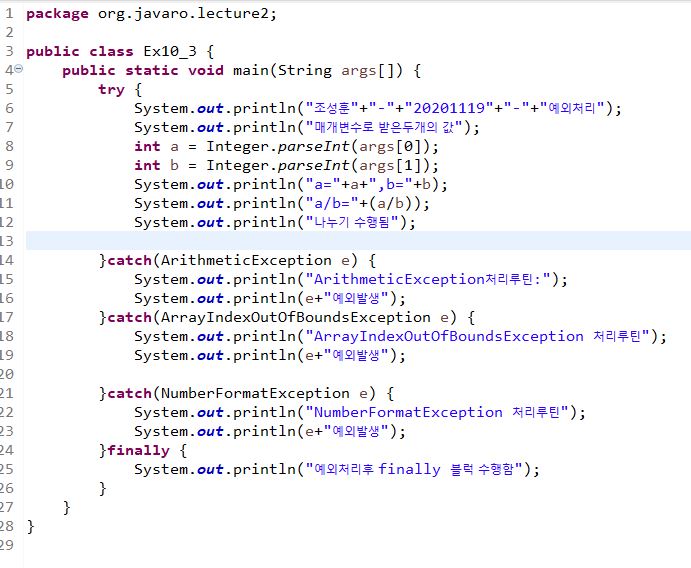 1 package org.javaro.lecture2;
2
3 public class Ex10_3 {
4 public static void main(String args[]) {
5 try {
6 System.out.println("조성훈"+"-"+"20201119"+"-"+"예외처리");
7 System.out.println("매개변수로 받은두개의 값");
8 int a = Integer.parseInt(args[0]);
9 int b = Integer.parseInt(args[1]);
10 System.out.println("a="+a+",b="+b);
11 System.out.println("a/b="+(a/b));
12 System.out.println("나누기 수행됨");
13
14 }catch(ArithmeticException e) {
15 System.out.println("ArithmeticException처리루틴:");
16 System.out.println(e+"예외발생");
17 }catch(ArrayIndexOutOfBoundsException e) {
18 System.out.println("ArrayIndexOutOfBoundsException 처리루틴");
19 System.out.println(e+"예외발생");
20
21 }catch(NumberFormatException e) {
22 System.out.println("NumberFormatException 처리루틴");
23 System.out.println(e+"예외발생");
24 }finally {
25 System.out.println("예외처리후 finally 블럭 수행함");
26 }
27 }
28 }
29